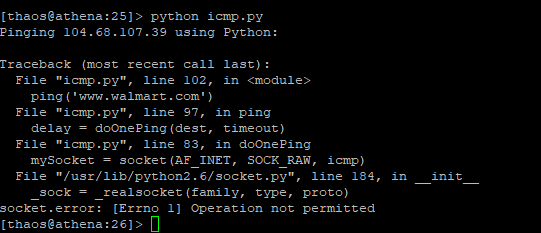 [thaos@athena:25]> python icmp.py
Pinging 104.68.107.39 using Python:
Traceback (most recent call last):
File "icmp.py", line 102, in <module>
ping('www.walmart.com')
File "icmp.py", line 97, in ping
delay = doOnePing(dest, timeout)
File "icmp.py", line 83, in doOnePing
mySocket = socket(AF_INET, SOCK_RAW, icmp)
File "/usr/lib/python2.6/socket.py", line 184, in __init__
_sock = _realsocket(family, type, proto)
socket.error: [Errno 1] Operation not permitted
[thaos@athena:26]>